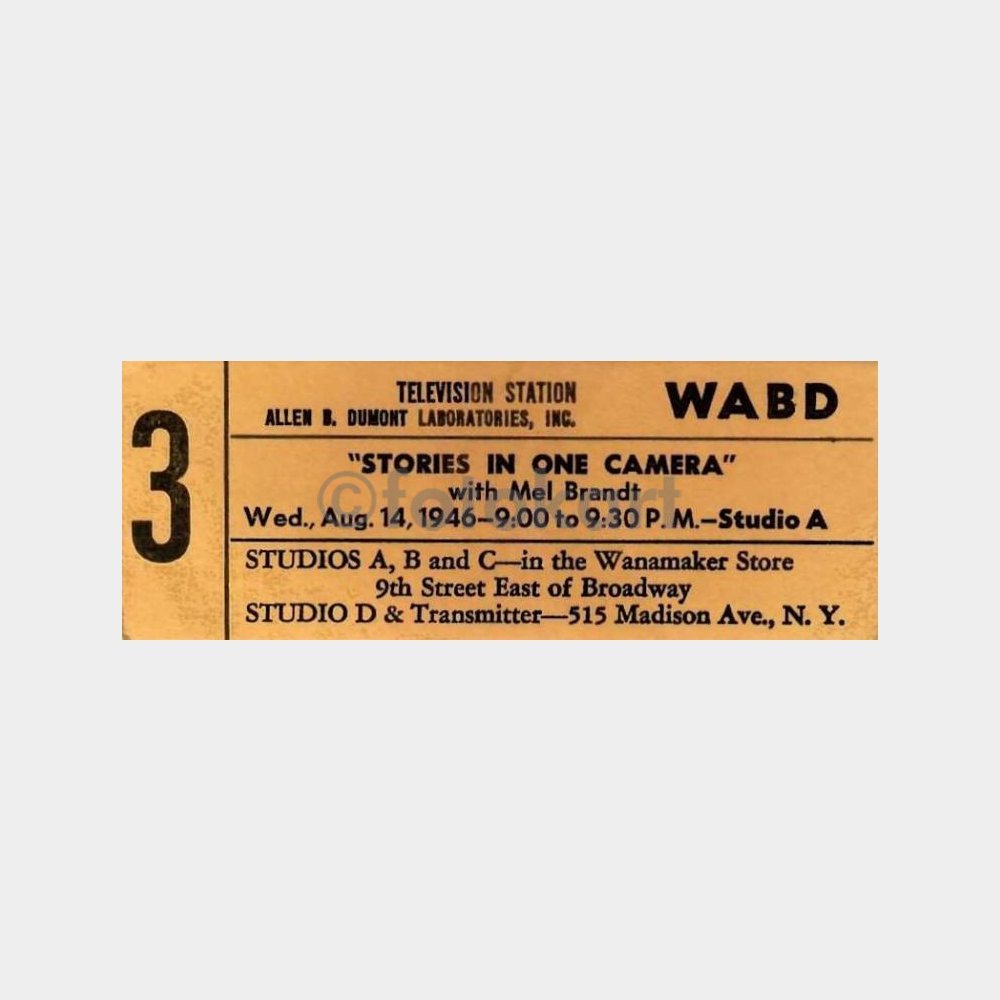 3
TELEVISION STATION
ALLEN B. DUMONT LABORATORIES, INC.
WABD
"STORIES IN ONE CAMERA"
with Mel Brandt
©fotokart
Wed., Aug. 14, 1946—9:00 to 9:30 P.M.—Studio A
STUDIOS A, B and C—in the Wanamaker Store
9th Street East of Broadway
STUDIO D & Transmitter—515 Madison Ave., N. Y.